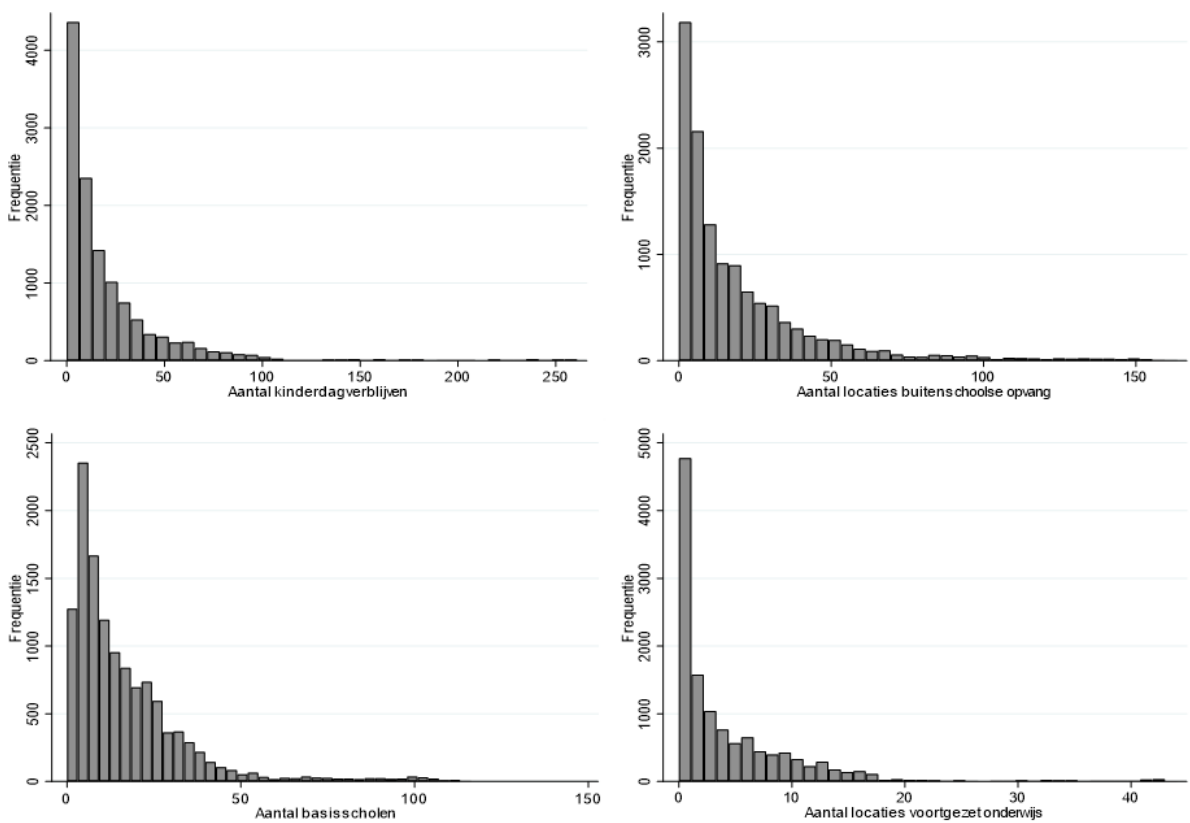 Frequentie
0 1000 2000 3000 4000
0 50 100 150 200 250
Aantal kinderdagverblijven
Frequentie
0 1000 2000 3000
0 50 100 150
Aantal locaties buitenschoolse opvang
Frequentie
0 500 1000 1500 2000 2500
0 50 100 150
Aantal basisscholen
Frequentie
0 1000 2000 3000 4000 5000
0 10 20 30 40
Aantal locaties voortgezet onderwijs